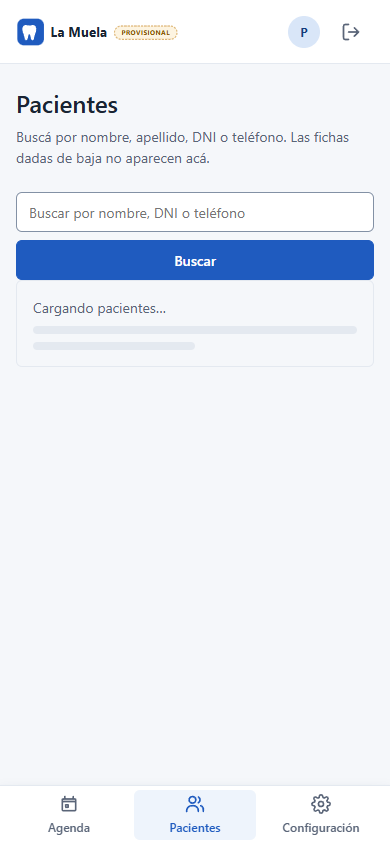 La Muela
PROVISIONAL
P
Pacientes
Buscá por nombre, apellido, DNI o teléfono. Las fichas
dadas de baja no aparecen acá.
Buscar por nombre, DNI o teléfono
Buscar
Cargando pacientes...
Agenda
Pacientes
Configuración